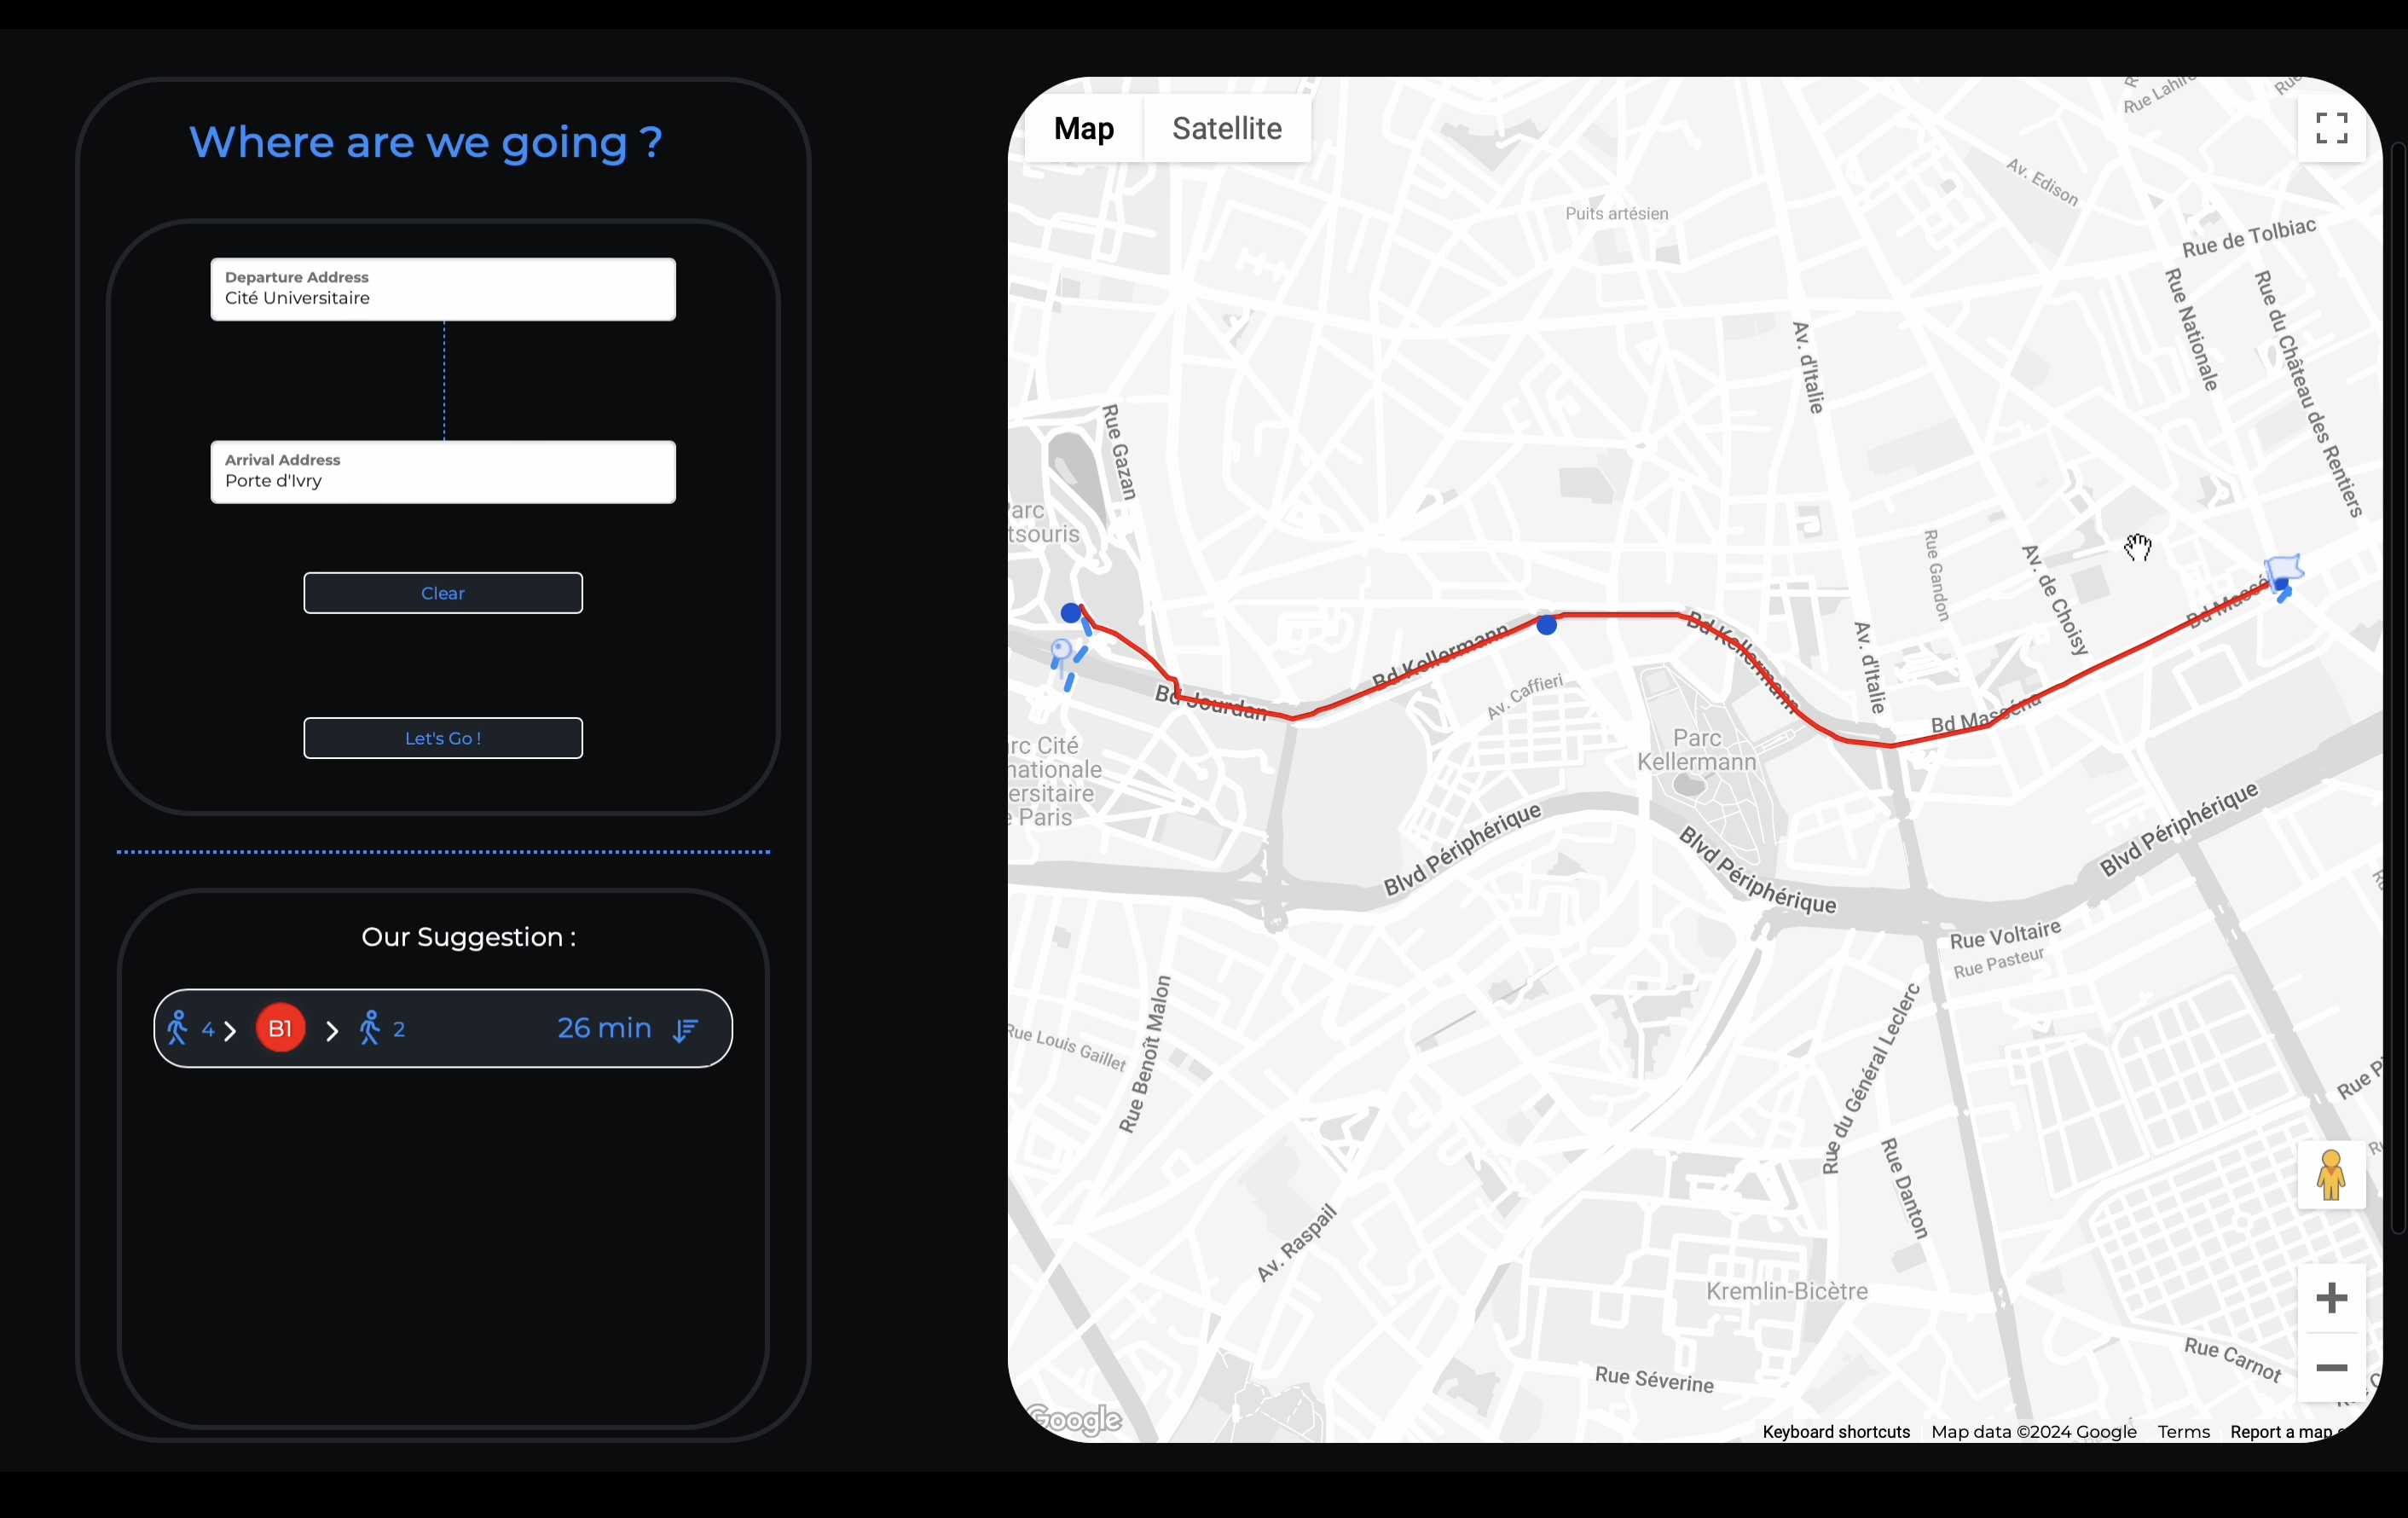 Where are we going ?
Departure Address
Cité Universitaire
Arrival Address
Porte d'Ivry
Clear
Let's Go !
Our Suggestion :
4 > B1 > 2 26 min
Map
Satellite
Rue Lahire
Av. Edison
Puits artésien
Rue de Tolbiac
Rue Nationale
Rue du Château des Rentiers
Av. d'Italie
Rue Gazan
arc
tsouris
Rue Gandon
Av. de Choisy
Bd Massé
Bd Kellermann
Bd Kellermann
Av. d'Italie
Bd Jourdan
Av. Caffieri
Bd Masséna
Parc
Kellermann
rc Cité
nationale
ersitaire
e Paris
Blvd Périphérique
Blvd Périphérique
Blvd Périphérique
Rue Voltaire
Rue Pasteur
Rue Benoît Malon
Rue Louis Gaillet
Rue du Général Leclerc
Rue P
Rue Danton
Av. Raspail
Kremlin-Bicètre
Rue Séverine
Rue Carnot
Google
Keyboard shortcuts
Map data ©2024 Google
Terms
Report a map